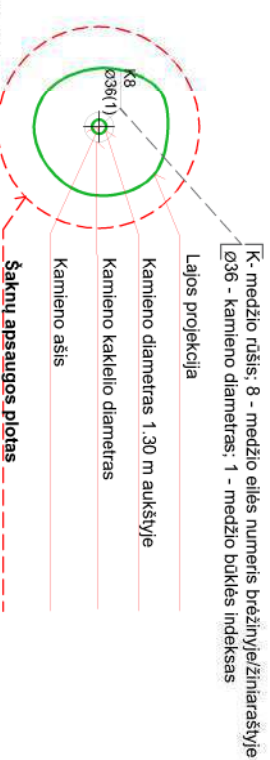 K- medžio rūšis; 8 - medžio eilės numeris brėžinyje/žiniaraštyje
Ø36 - kamieno diametras; 1 - medžio būklės indeksas
K8
Ø36(1)
Lajos projekcija
Kamieno diametras 1.30 m aukštyje
Kamieno kaklelio diametras
Kamieno ašis
Šaknų apsaugos plotas